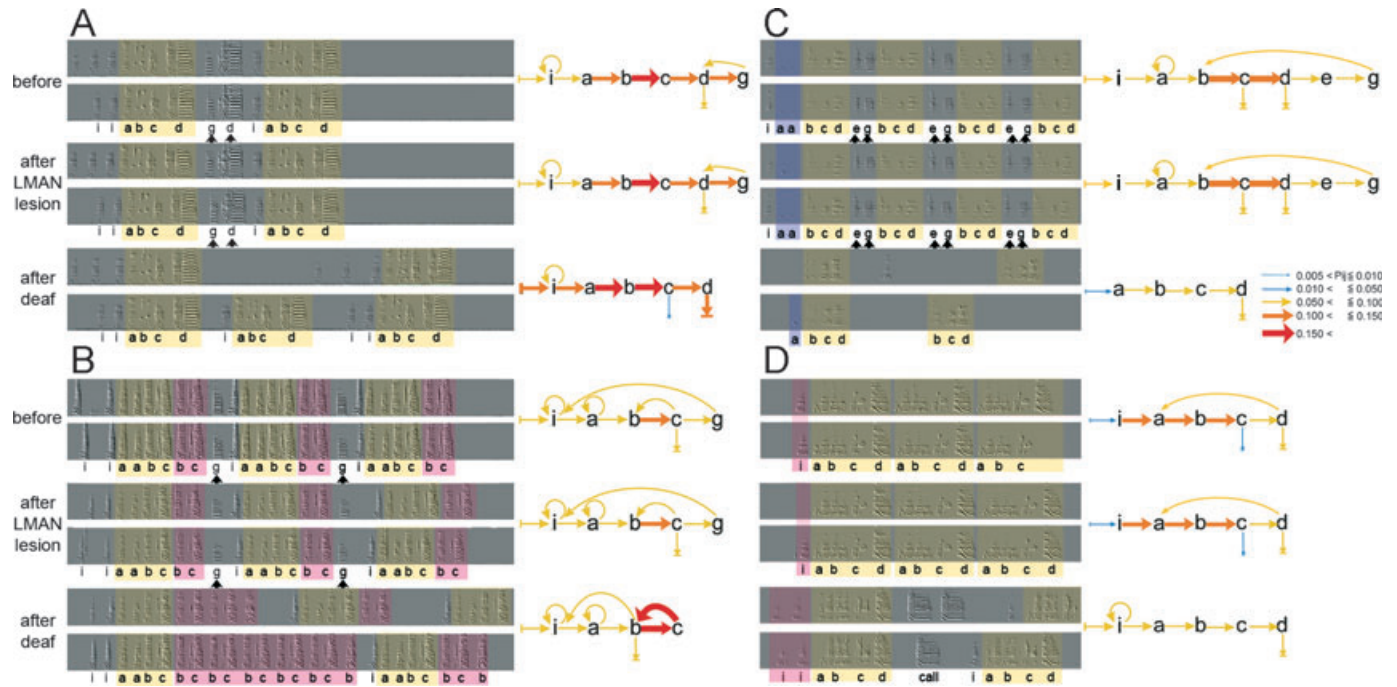 A
before
i i a b c d g d i a b c d
after
LMAN
lesion
i i a b c d g d i a b c d
after
deaf
i i a b c d a b c d i i a b c d
i a b c d g
i a b c d g
i a b c d
B
before
i i a a b c b c g i a a b c b c g i a a b c b c
after
LMAN
lesion
i i a a b c b c g i a a b c b c g i a a b c b c
after
deaf
i i a a b c b c b c b c b c b c b i a a b c b c b
i a b c g
i a b c g
i a b c
C
i a a b c d e g b c d e g b c d e g b c d
i a a b c d e g b c d e g b c d e g b c d
a b c d b c d
i a b c d e g
i a b c d e g
a b c d
0.005 < Pij ≦ 0.010
0.010 < ≦ 0.050
0.050 < ≦ 0.100
0.100 < ≦ 0.150
0.150 <
D
i a b c d a b c d a b c
i a b c d a b c d a b c d
i i a b c d call i a b c d
i a b c d
i a b c d
i a b c d